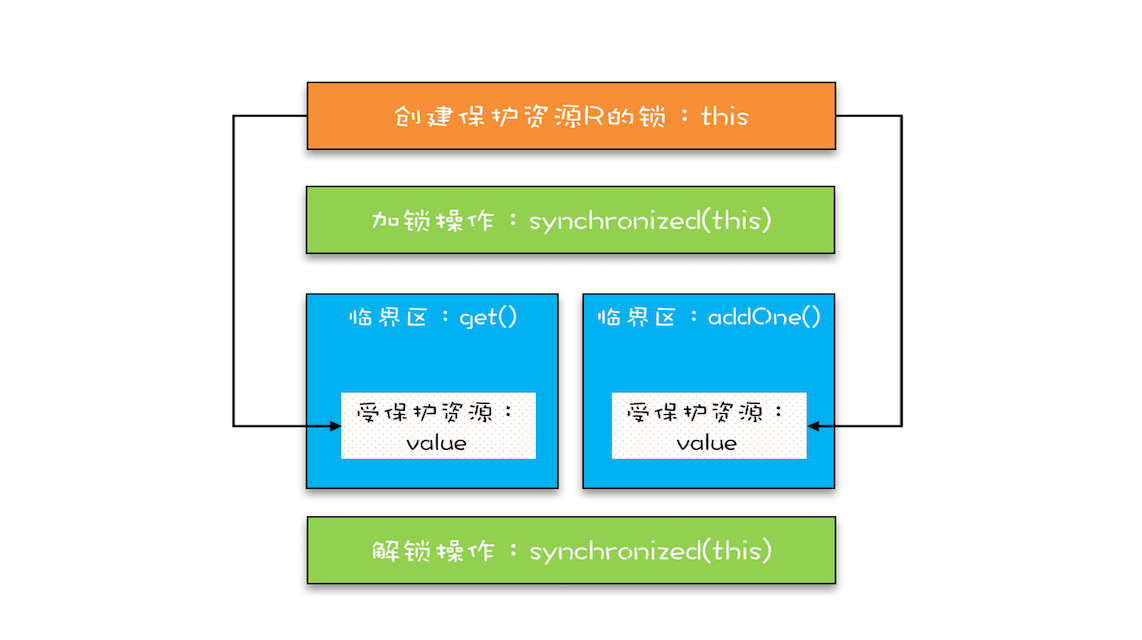 创建保护资源R的锁：this
加锁操作：synchronized(this)
临界区：get()
受保护资源：
value
临界区：addOne()
受保护资源：
value
解锁操作：synchronized(this)